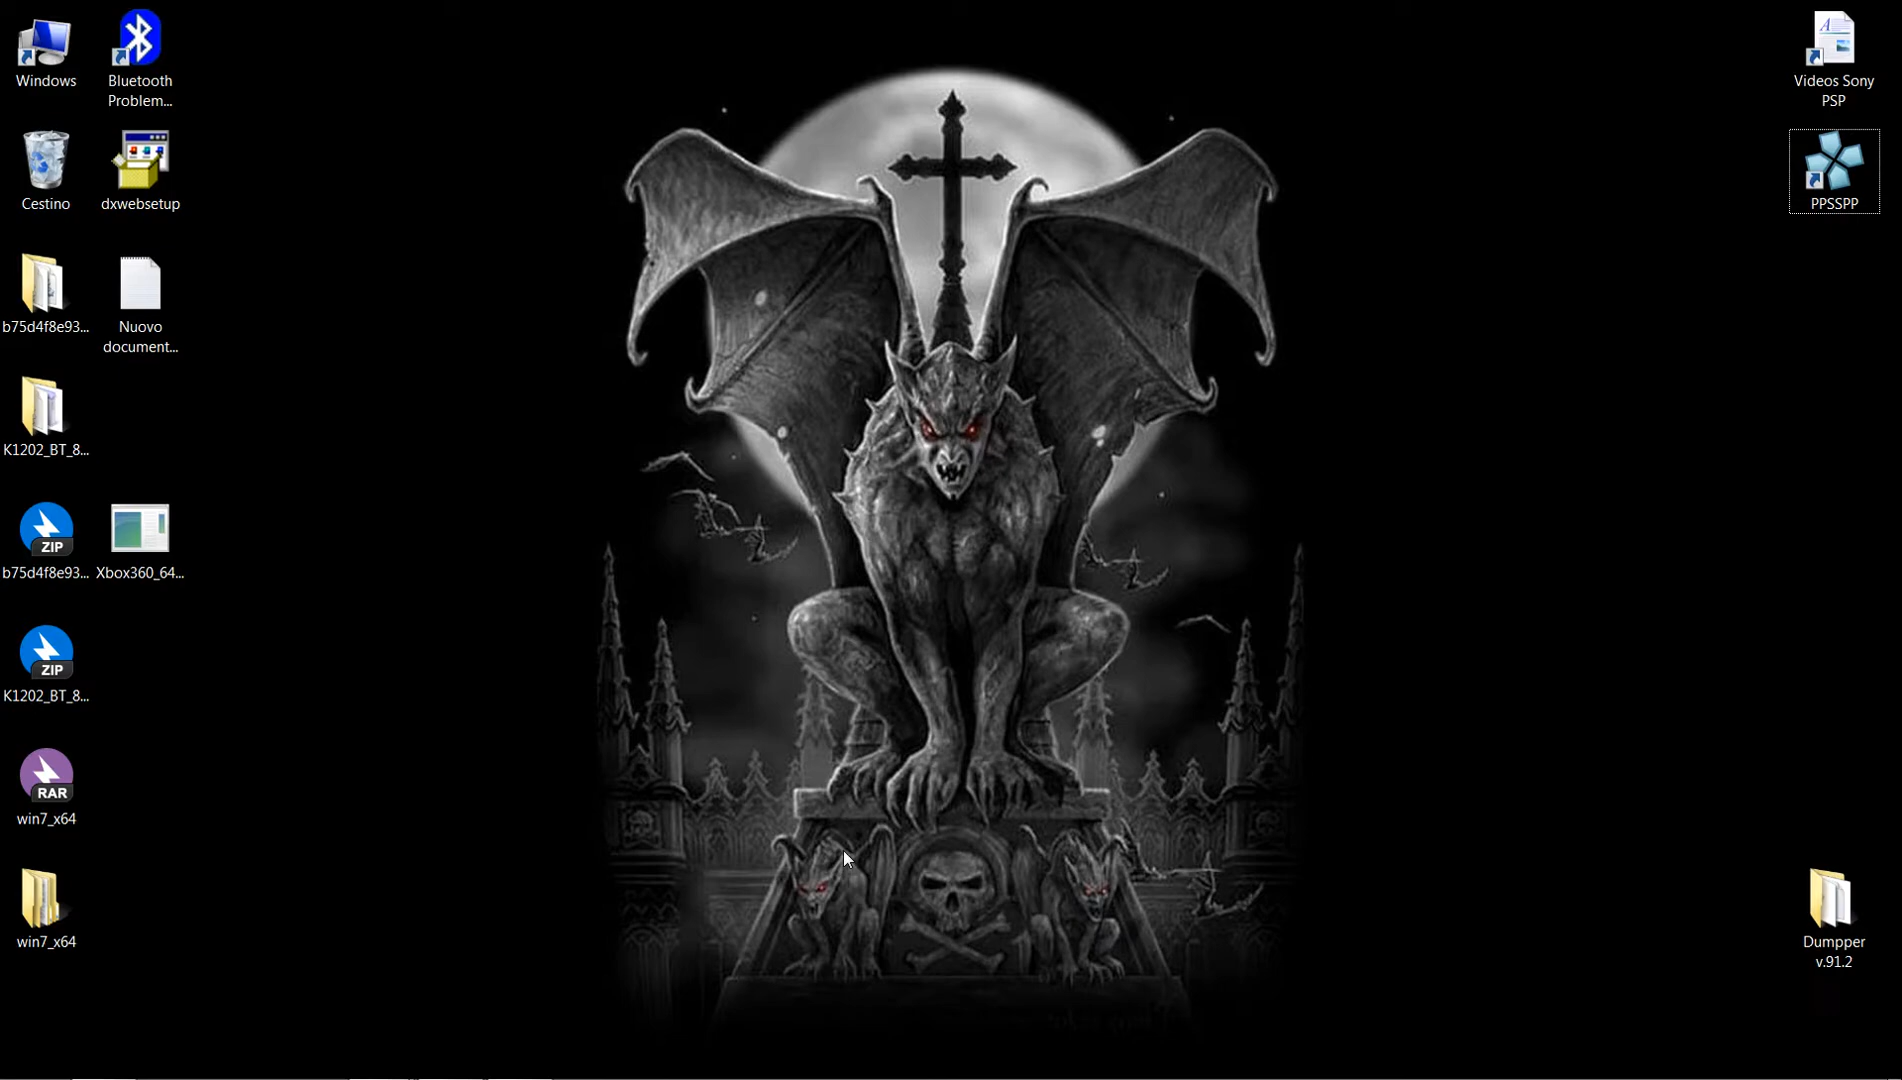 Windows
Bluetooth
Problem...
Cestino
dxwebsetup
b75d4f8e93...
Nuovo
document...
K1202_BT_8...
ZIP
b75d4f8e93...
Xbox360_64...
ZIP
K1202_BT_8...
RAR
win7_x64
win7_x64
Videos Sony
PSP
PPSSPP
Dumpper
v.91.2